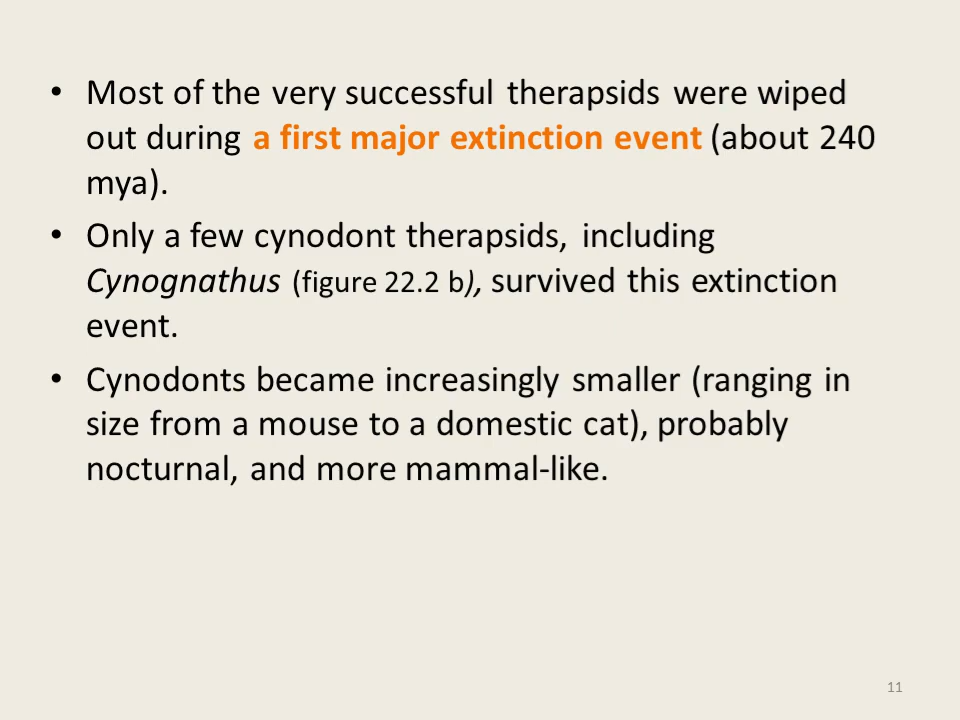 • Most of the very successful therapsids were wiped
out during a first major extinction event (about 240
mya).
• Only a few cynodont therapsids, including
Cynognathus (figure 22.2 b), survived this extinction
event.
• Cynodonts became increasingly smaller (ranging in
size from a mouse to a domestic cat), probably
nocturnal, and more mammal-like.
11